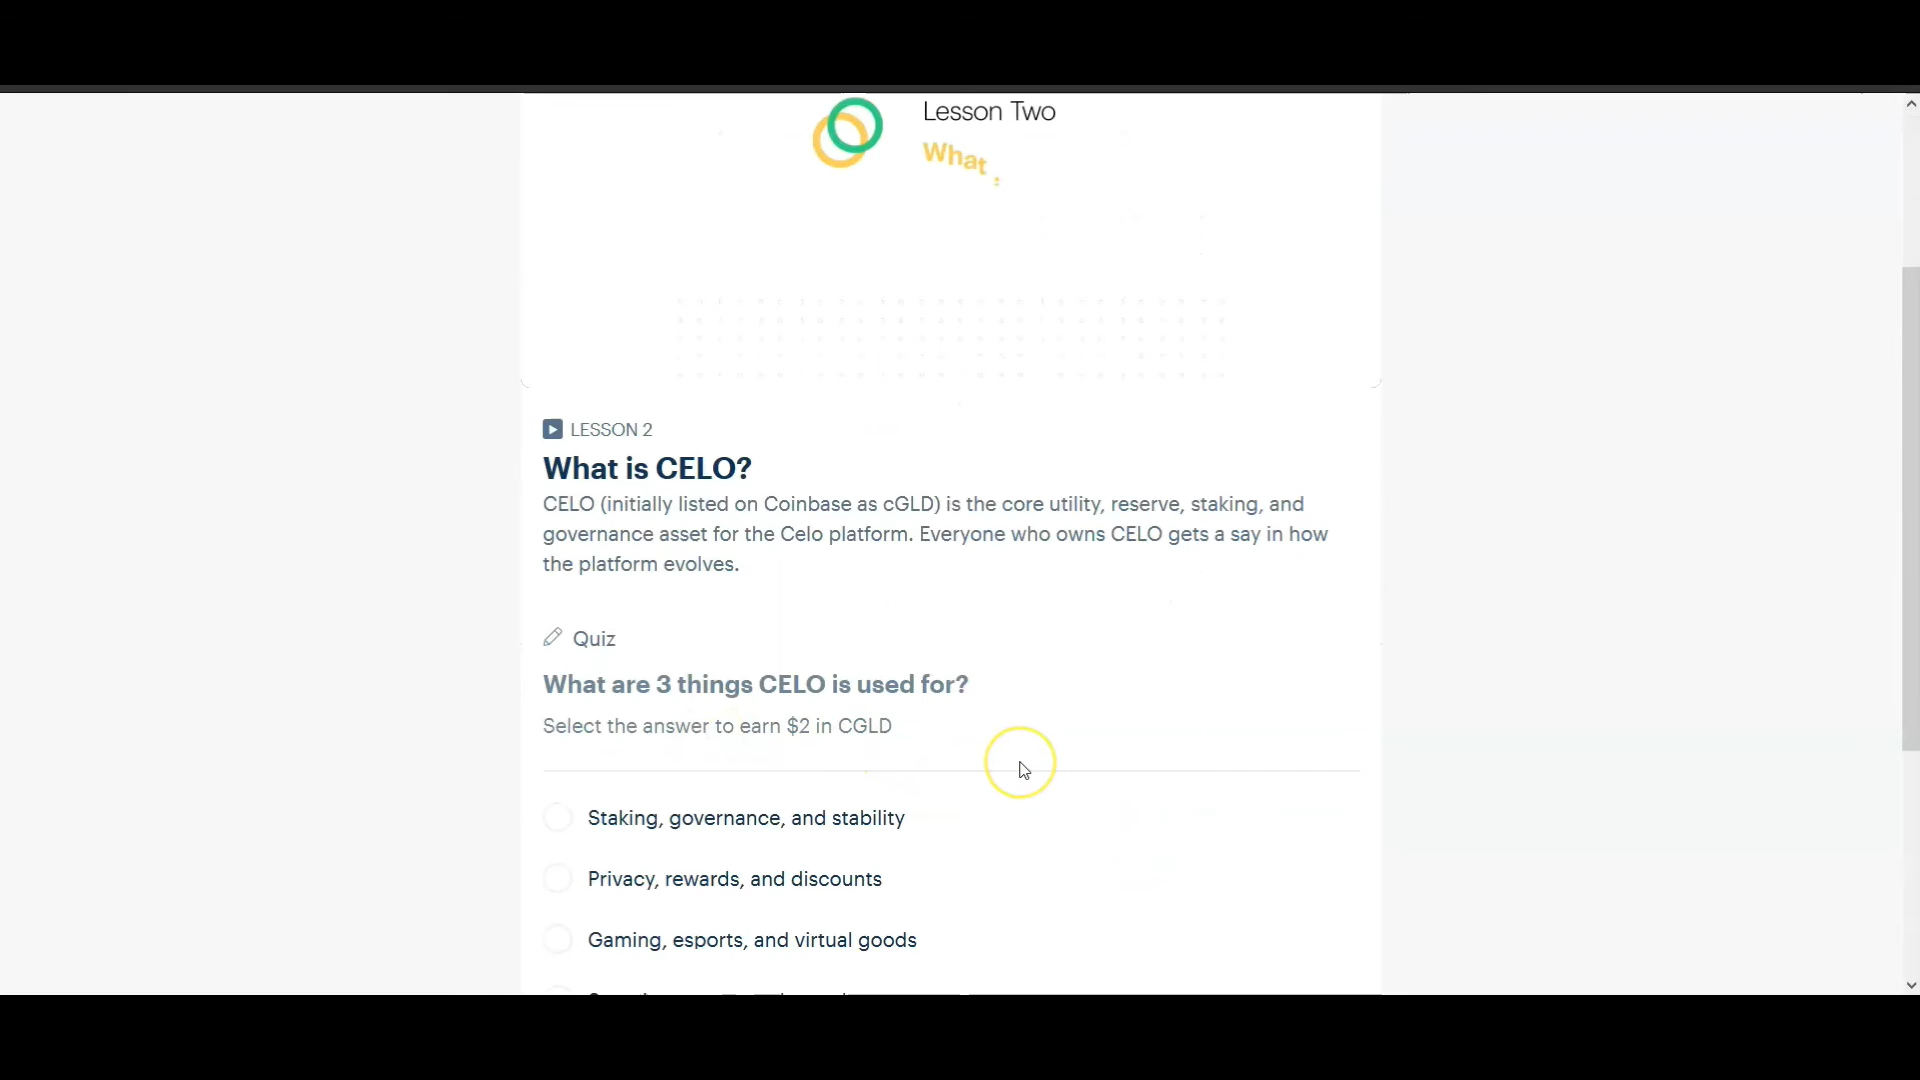 Lesson Two
What
LESSON 2
What is CELO?
CELO (initially listed on Coinbase as cGLD) is the core utility, reserve, staking, and
governance asset for the Celo platform. Everyone who owns CELO gets a say in how
the platform evolves.
Quiz
What are 3 things CELO is used for?
Select the answer to earn $2 in CGLD
Staking, governance, and stability
Privacy, rewards, and discounts
Gaming, esports, and virtual goods